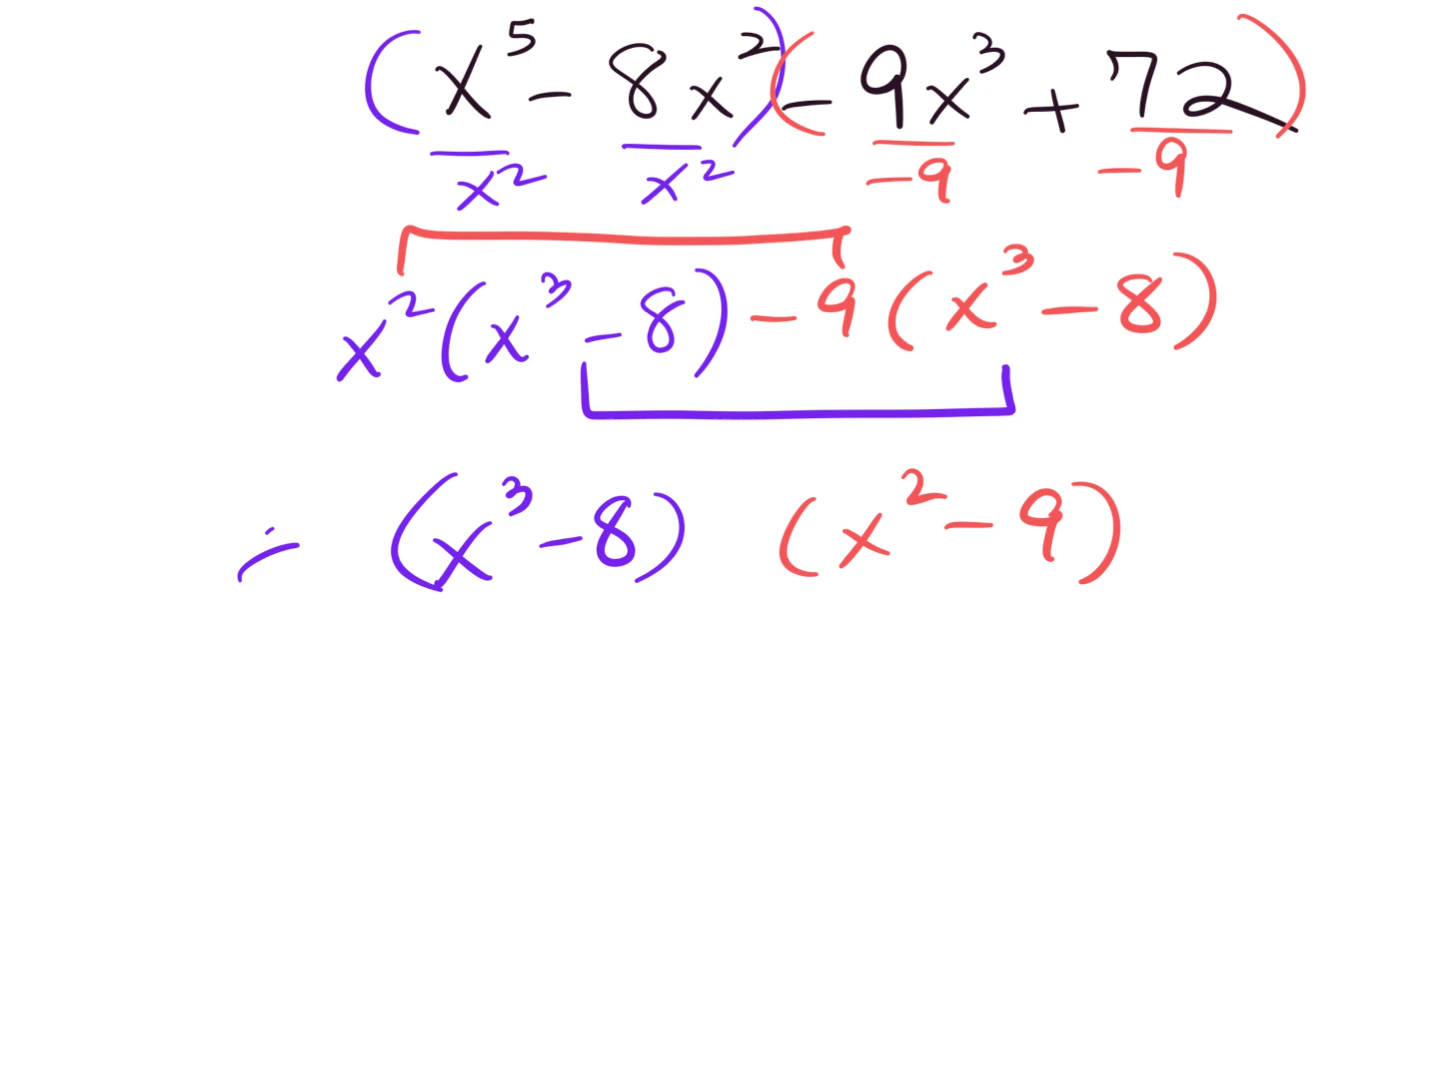 (x⁵ - 8x²)(- 9x³ + 72)
x² x² -9 -9
x²(x³ - 8) - 9(x³ - 8)
(x³ - 8) (x² - 9)